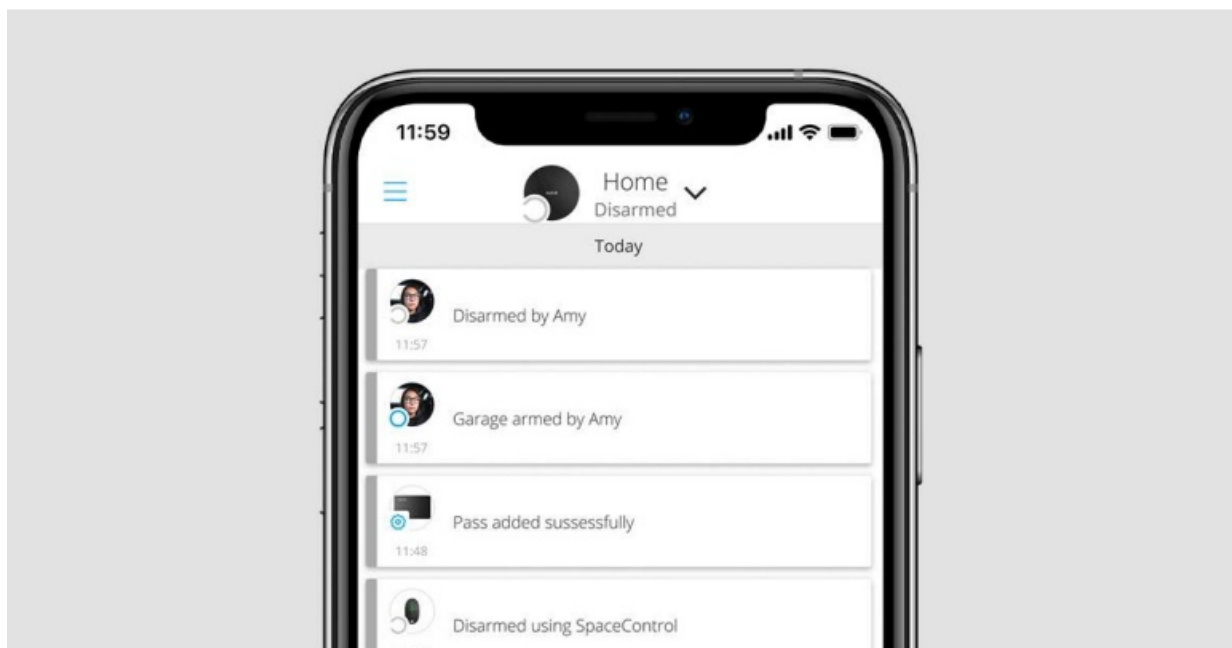 11:59
Home
Disarmed
Today
Disarmed by Amy
11:57
Garage armed by Amy
11:57
Pass added sussessfully
11:48
Disarmed using SpaceControl